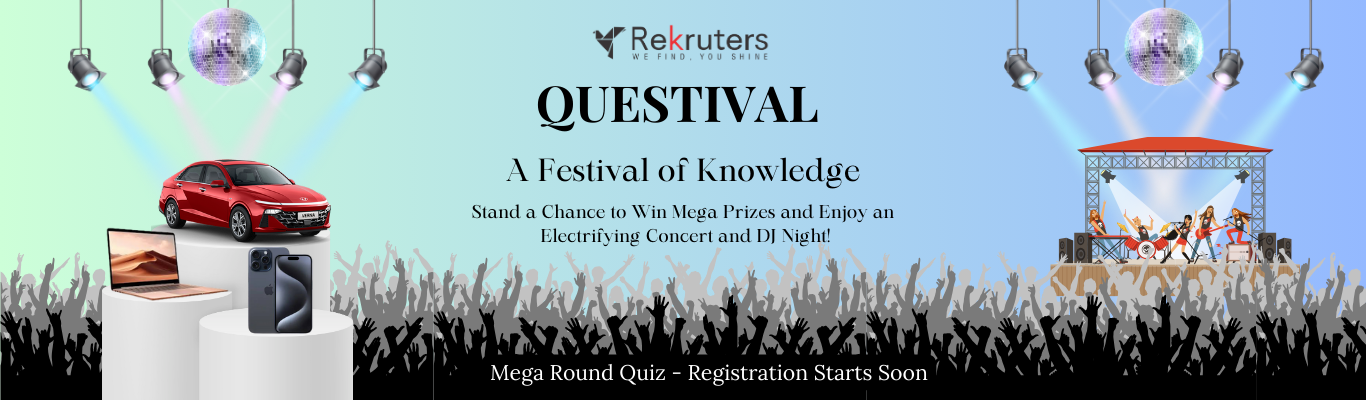 Rekruters
WE FIND, YOU SHINE
QUESTIVAL
A Festival of Knowledge
Stand a Chance to Win Mega Prizes and Enjoy an
Electrifying Concert and DJ Night!
VERNA
Mega Round Quiz - Registration Starts Soon